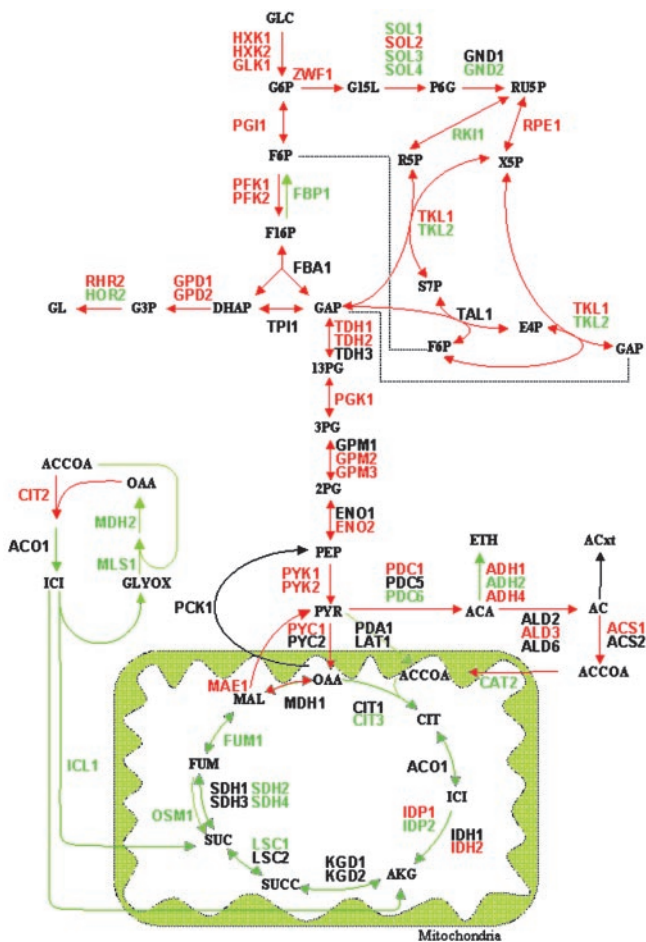 GLC
HXK1
HXK2
GLK1
ZWF1
SOL1
SOL2
SOL3
SOL4
GND1
GND2
G6P
G15L
P6G
RU5P
PGI1
RKI1
RPE1
F6P
R5P
X5P
PFK1
PFK2
FBP1
TKL1
TKL2
F16P
FBA1
S7P
RHR2
HOR2
GPD1
GPD2
GL
G3P
DHAP
TPI1
GAP
TAL1
E4P
TKL1
TKL2
TDH1
TDH2
TDH3
F6P
GAP
13PG
PGK1
3PG
GPM1
GPM2
GPM3
2PG
ENO1
ENO2
PEP
ACCOA
CIT2
OAA
MDH2
ACO1
MLS1
ICI
GLYOX
PCK1
PYK1
PYK2
PDC1
PDC5
PDC6
ETH
ADH1
ADH2
ADH4
ACxt
PYR
ACA
AC
PYC1
PYC2
PDA1
LAT1
ALD2
ALD3
ALD6
ACS1
ACS2
MAE1
OAA
ACCOA
CAT2
ACCOA
MAL
MDH1
CIT1
CIT3
CIT
FUM1
FUM
ACO1
ICL1
SDH1
SDH2
SDH3
SDH4
ICI
OSM1
IDP1
IDP2
SUC
LSC1
LSC2
IDH1
IDH2
KGD1
KGD2
SUCC
AKG
Mitochondria